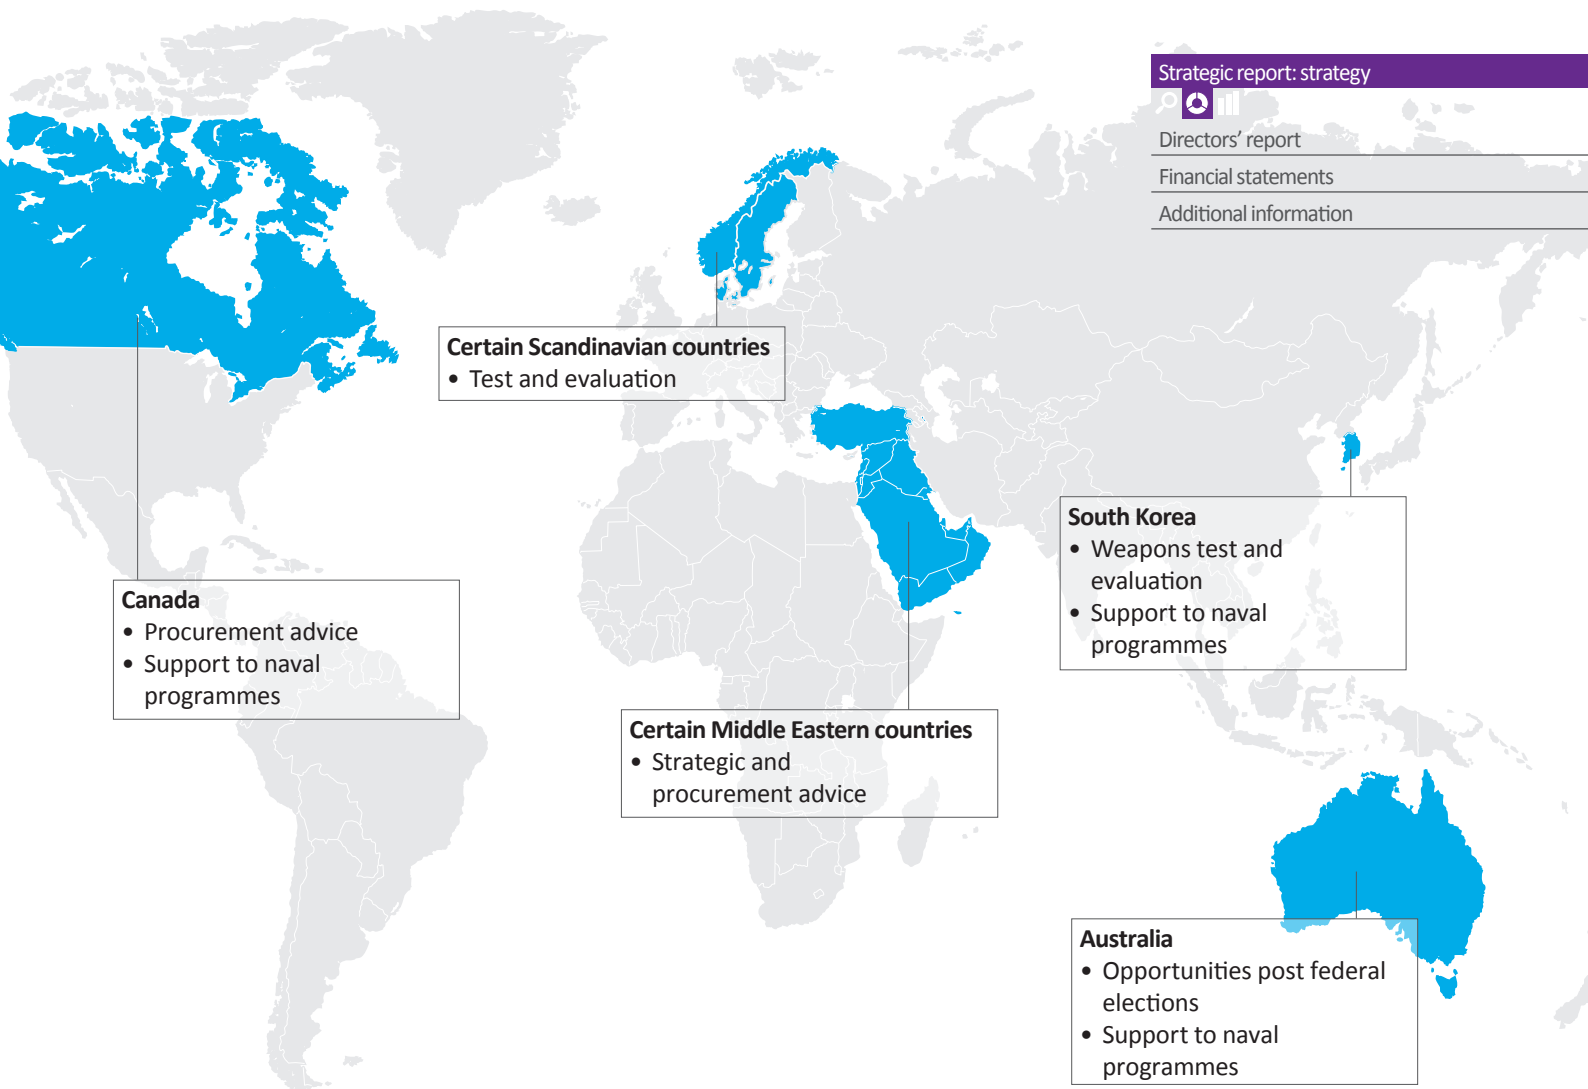 Strategic report: strategy
Directors’ report
Financial statements
Additional information
Certain Scandinavian countries
• Test and evaluation
South Korea
• Weapons test and
evaluation
• Support to naval
programmes
Canada
• Procurement advice
• Support to naval
programmes
Certain Middle Eastern countries
• Strategic and
procurement advice
Australia
• Opportunities post federal
elections
• Support to naval
programmes